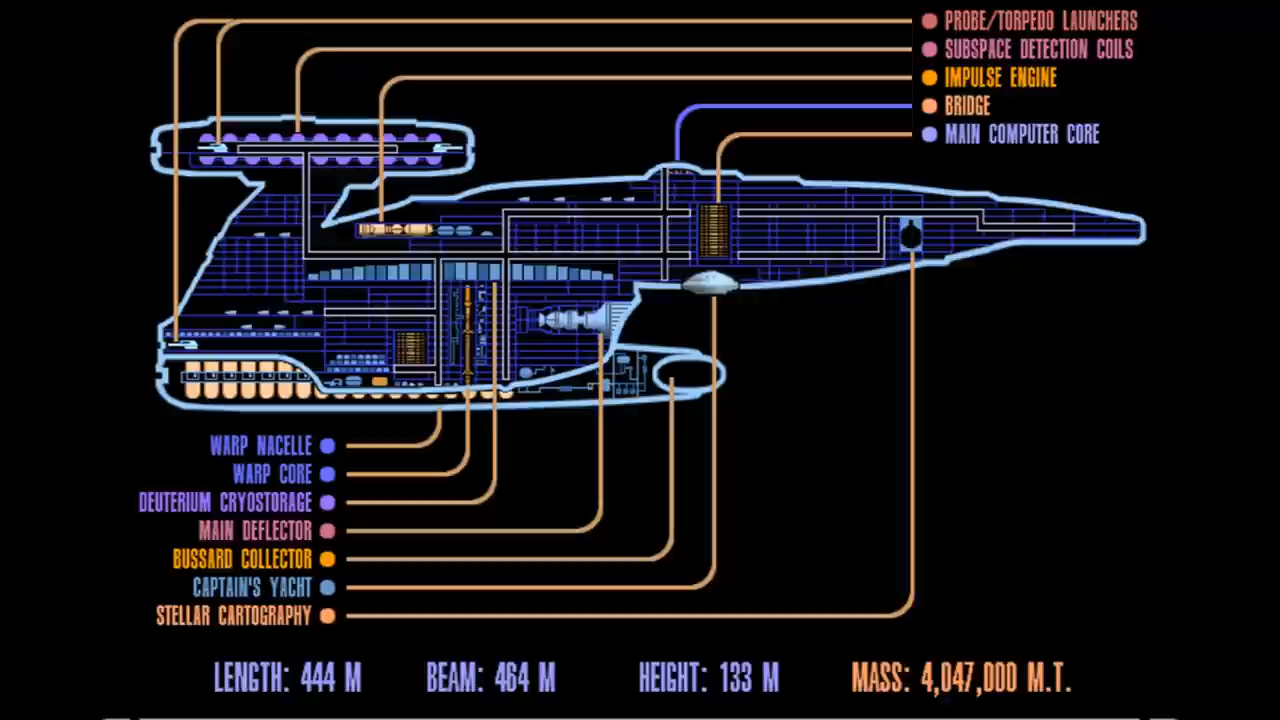 PROBE/TORPEDO LAUNCHERS
SUBSPACE DETECTION COILS
IMPULSE ENGINE
BRIDGE
MAIN COMPUTER CORE
WARP NACELLE
WARP CORE
DEUTERIUM CRYOSTORAGE
MAIN DEFLECTOR
BUSSARD COLLECTOR
CAPTAIN'S YACHT
STELLAR CARTOGRAPHY
LENGTH: 444 M BEAM: 464 M HEIGHT: 133 M MASS: 4,047,000 M.T.